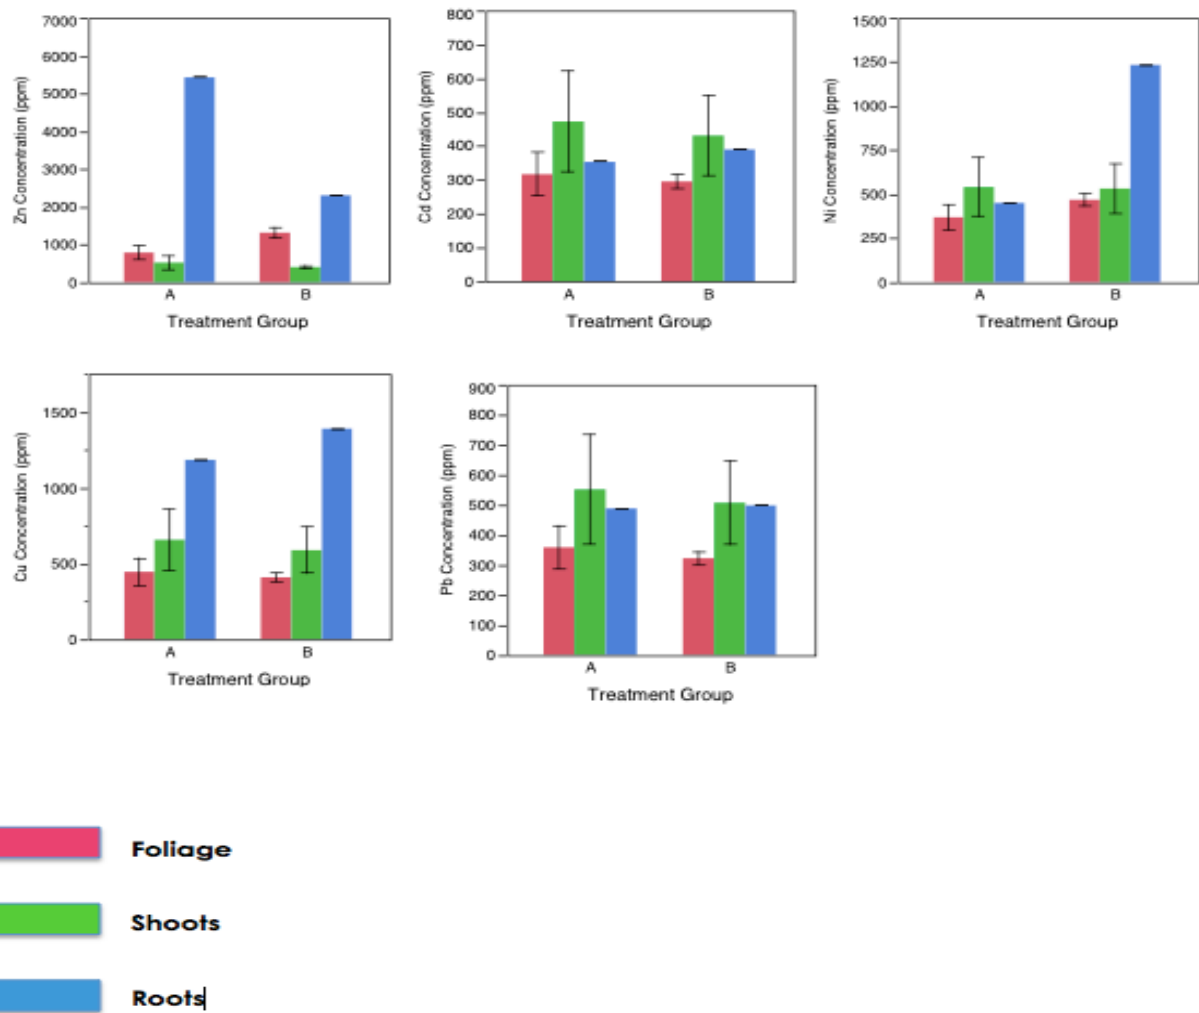 Zn Concentration (ppm)
7000
6000
5000
4000
3000
2000
1000
0
A B
Treatment Group
Cd Concentration (ppm)
800
700
600
500
400
300
200
100
0
A B
Treatment Group
Ni Concentration (ppm)
1500
1250
1000
750
500
250
0
A B
Treatment Group
Cu Concentration (ppm)
1500
1000
500
0
A B
Treatment Group
Pb Concentration (ppm)
900
800
700
600
500
400
300
200
100
0
A B
Treatment Group
Foliage
Shoots
Roots